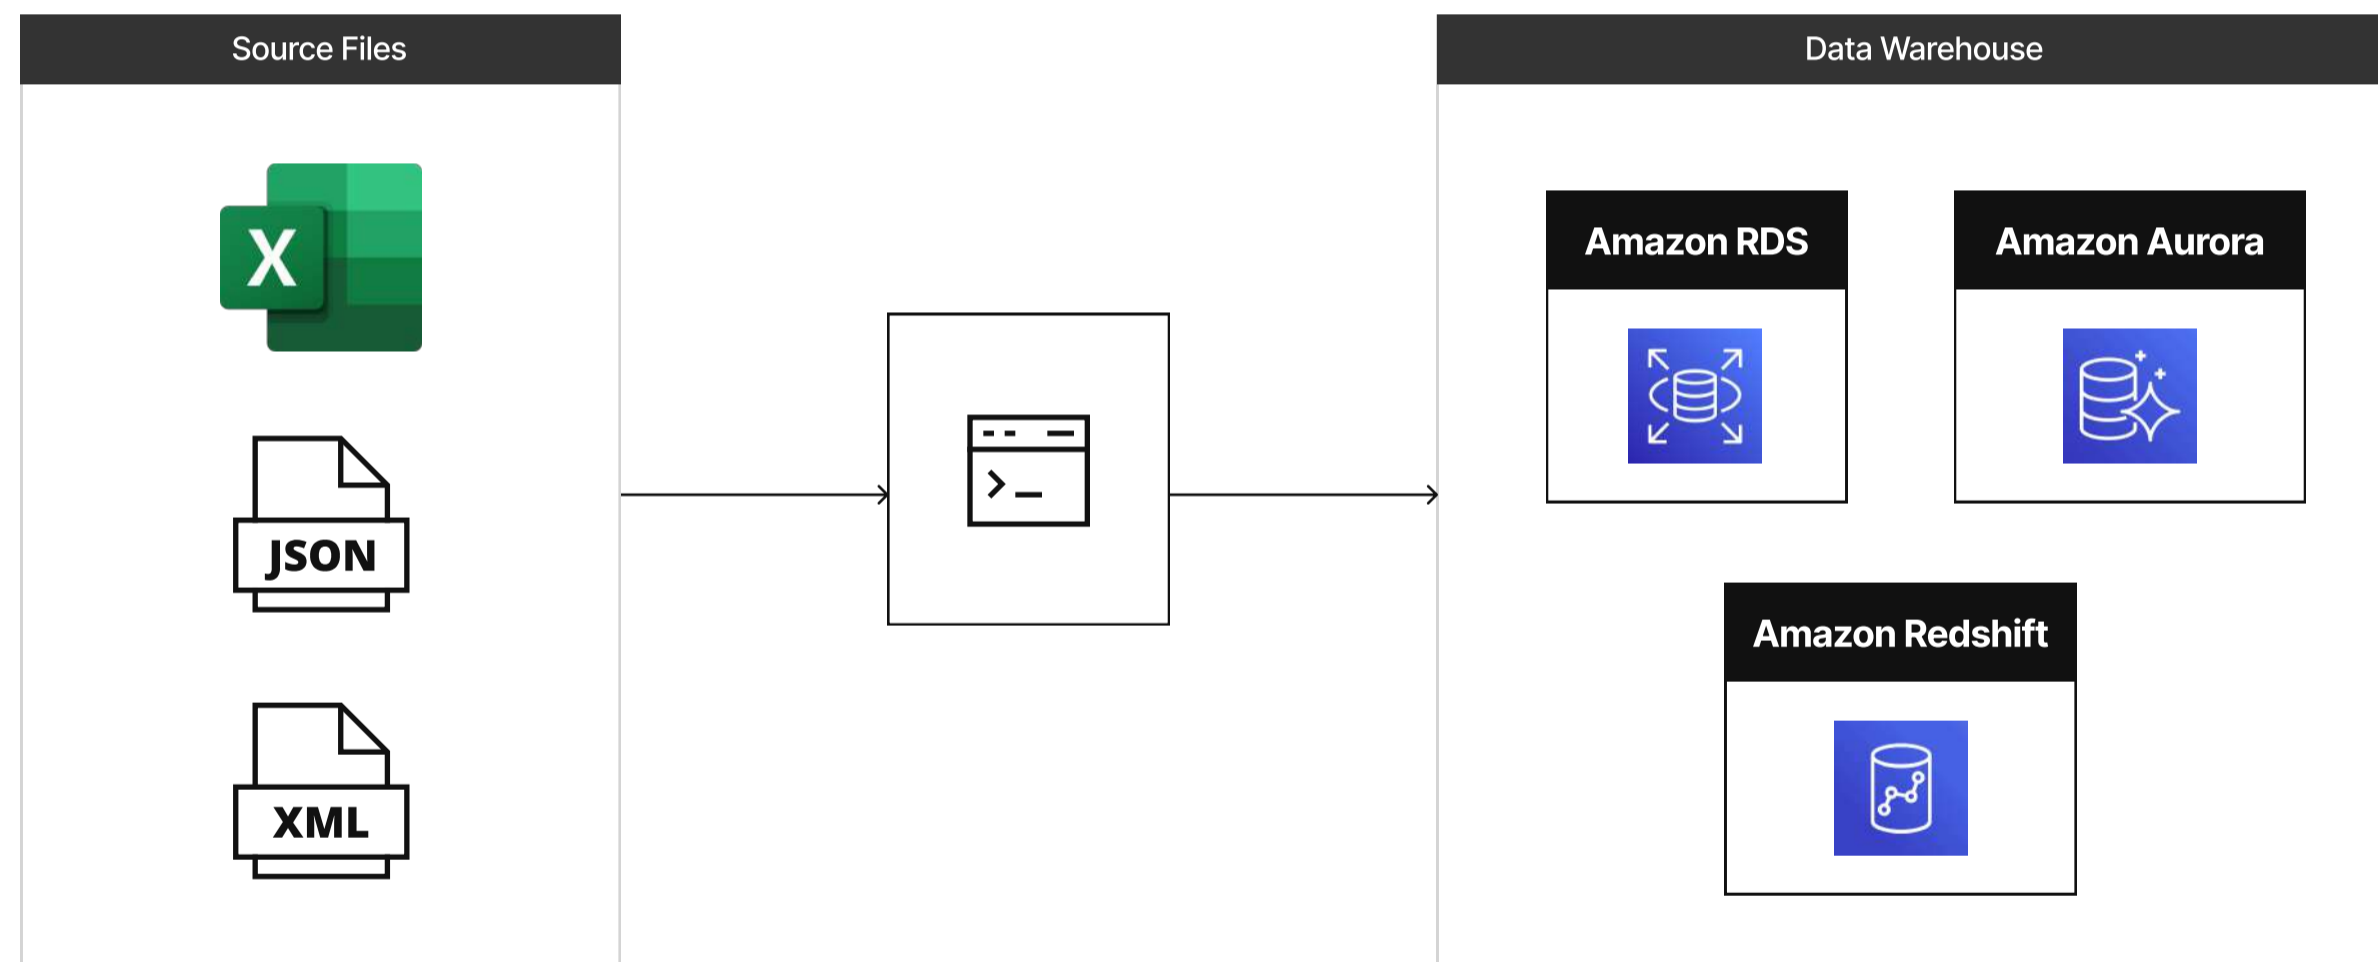 Source Files
Data Warehouse
X
Amazon RDS
Amazon Aurora
JSON
Amazon Redshift
XML